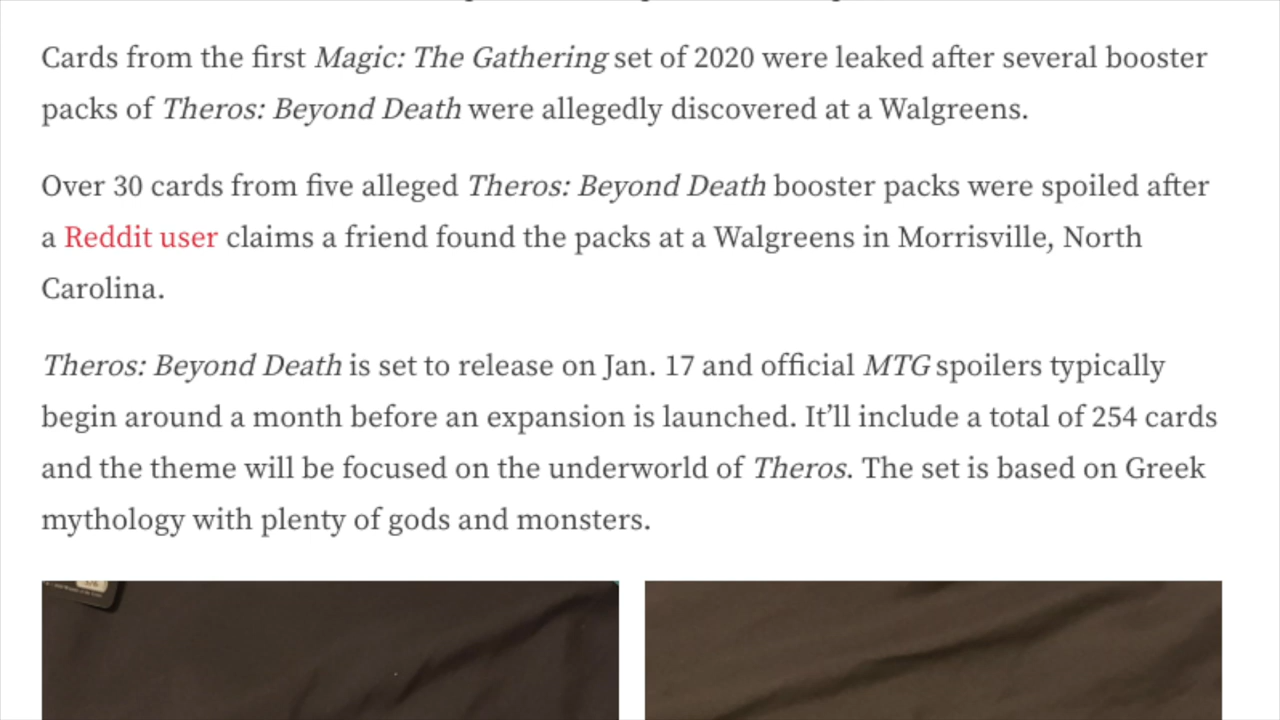 Cards from the first Magic: The Gathering set of 2020 were leaked after several booster
packs of Theros: Beyond Death were allegedly discovered at a Walgreens.
Over 30 cards from five alleged Theros: Beyond Death booster packs were spoiled after
a Reddit user claims a friend found the packs at a Walgreens in Morrisville, North
Carolina.
Theros: Beyond Death is set to release on Jan. 17 and official MTG spoilers typically
begin around a month before an expansion is launched. It’ll include a total of 254 cards
and the theme will be focused on the underworld of Theros. The set is based on Greek
mythology with plenty of gods and monsters.